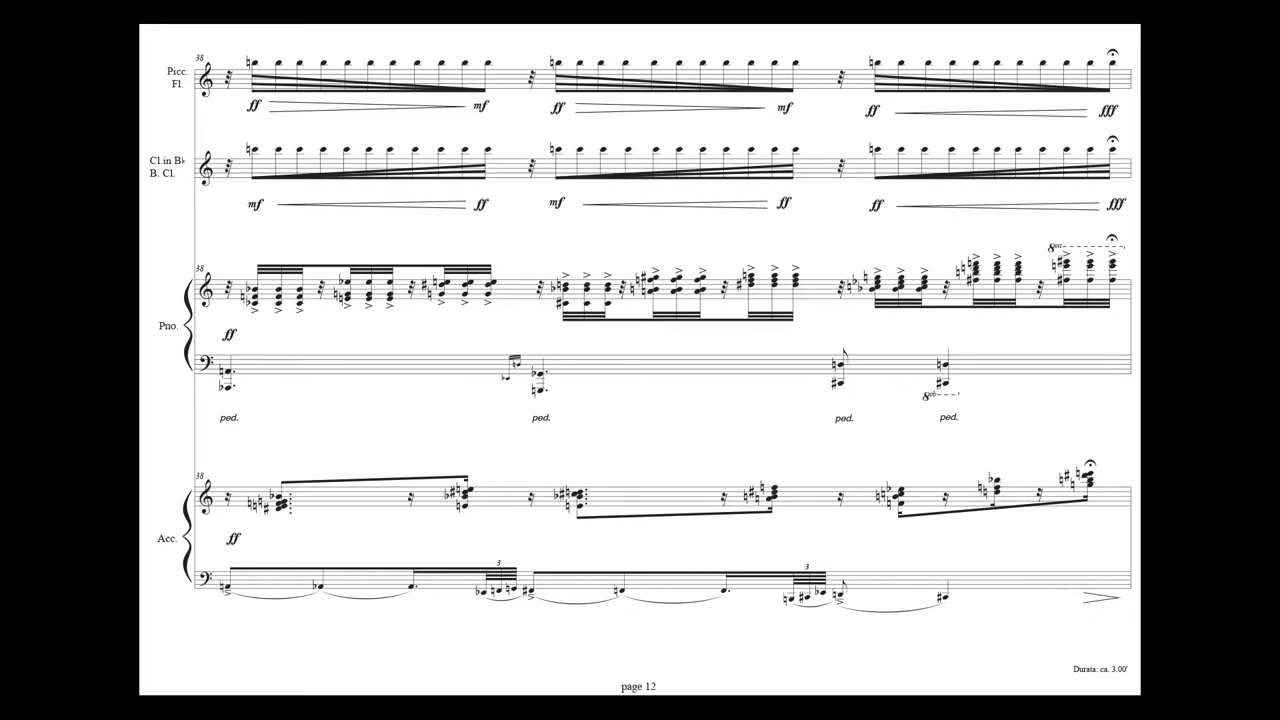 38
Picc.
Fl.
ff mf ff mf ff fff
Cl.in B♭
B. Cl.
mf ff mf ff ff fff
38
8va
Pno.
ff
8vb
ped. ped. ped. ped.
38
Acc.
ff
3 3
Durata: ca. 3.00'
page 12